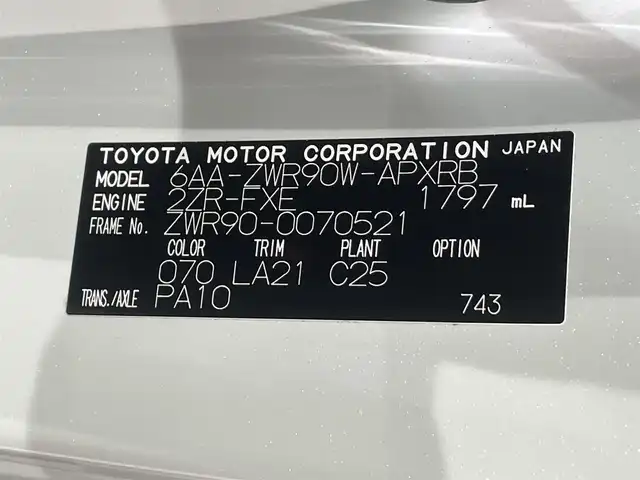 TOYOTA MOTOR CORPORATION JAPAN
MODEL 6AA-ZWR90W-APXRB
ENGINE 2ZR-FXE 1797 mL
FRAME No. ZWR90-0070521
COLOR TRIM PLANT OPTION
070 LA21 C25
TRANS./AXLE PA10 743